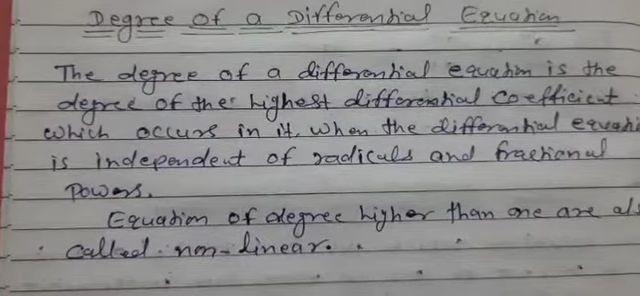 Degree of a Differential Equation
The degree of a differential equation is the
degree of the highest differential coefficient
which occurs in it, when the differential equati
is independent of radicals and fractional
powers.
Equation of degree higher than one are als
called non-linear.